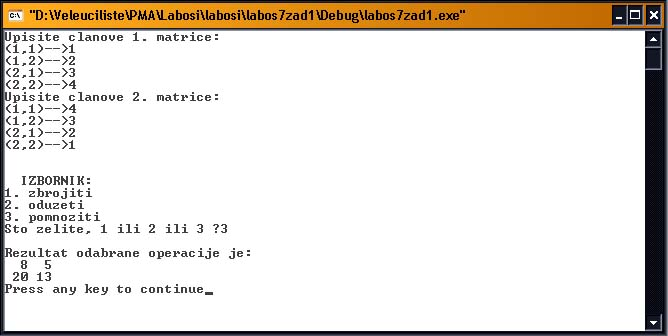 "D:\Veleuciliste\PMA\Labosi\labosi\labos7zad1\Debug\labos7zad1.exe"
Upisite clanove 1. matrice:
(1,1)-->1
(1,2)-->2
(2,1)-->3
(2,2)-->4
Upisite clanove 2. matrice:
(1,1)-->4
(1,2)-->3
(2,1)-->2
(2,2)-->1
IZBORNIK:
1. zbrojiti
2. oduzeti
3. pomnoziti
Sto zelite, 1 ili 2 ili 3 ?3
Rezultat odabrane operacije je:
8 5
20 13
Press any key to continue_